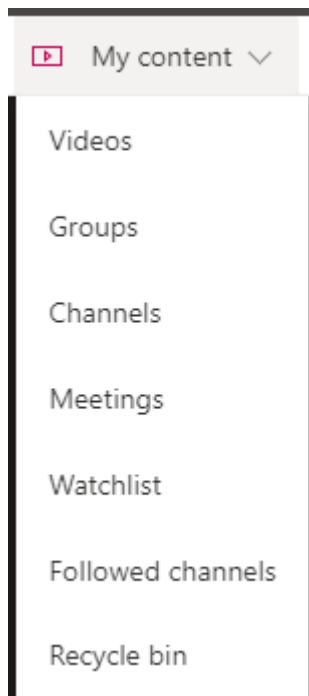 My content
Videos
Groups
Channels
Meetings
Watchlist
Followed channels
Recycle bin